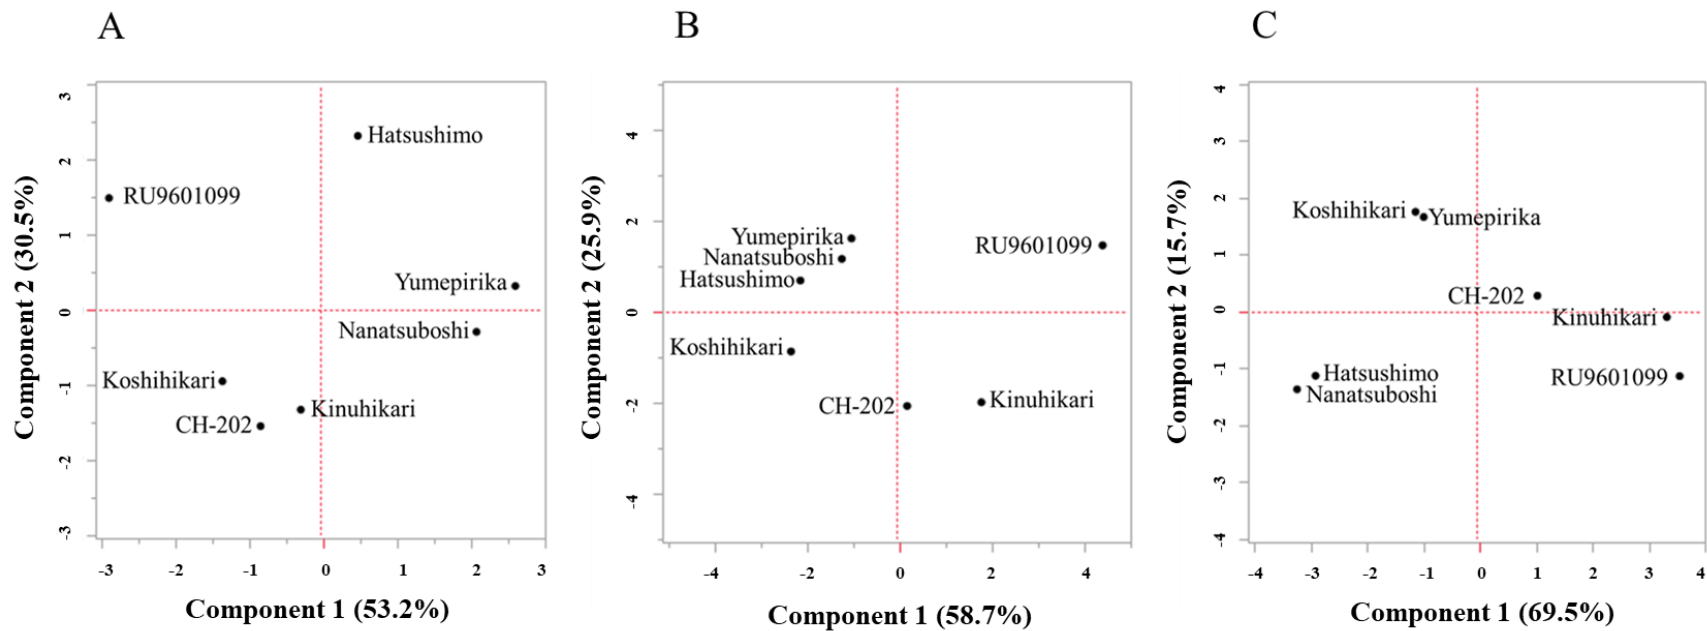 A
Component 2 (30.5%)
3
2
1
0
-1
-2
-3
Hatsushimo
RU9601099
Yumepirika
Nanatsuboshi
Koshihikari
Kinuhikari
CH-202
-3
-2
-1
0
1
2
3
Component 1 (53.2%)
B
Component 2 (25.9%)
4
2
0
-2
-4
Yumepirika
RU9601099
Nanatsuboshi
Hatsushimo
Koshihikari
CH-202
Kinuhikari
-4
-2
0
2
4
Component 1 (58.7%)
C
Component 2 (15.7%)
4
3
2
1
0
-1
-2
-3
-4
Koshihikari
Yumepirika
CH-202
Kinuhikari
Hatsushimo
RU9601099
Nanatsuboshi
-4
-3
-2
-1
0
1
2
3
4
Component 1 (69.5%)